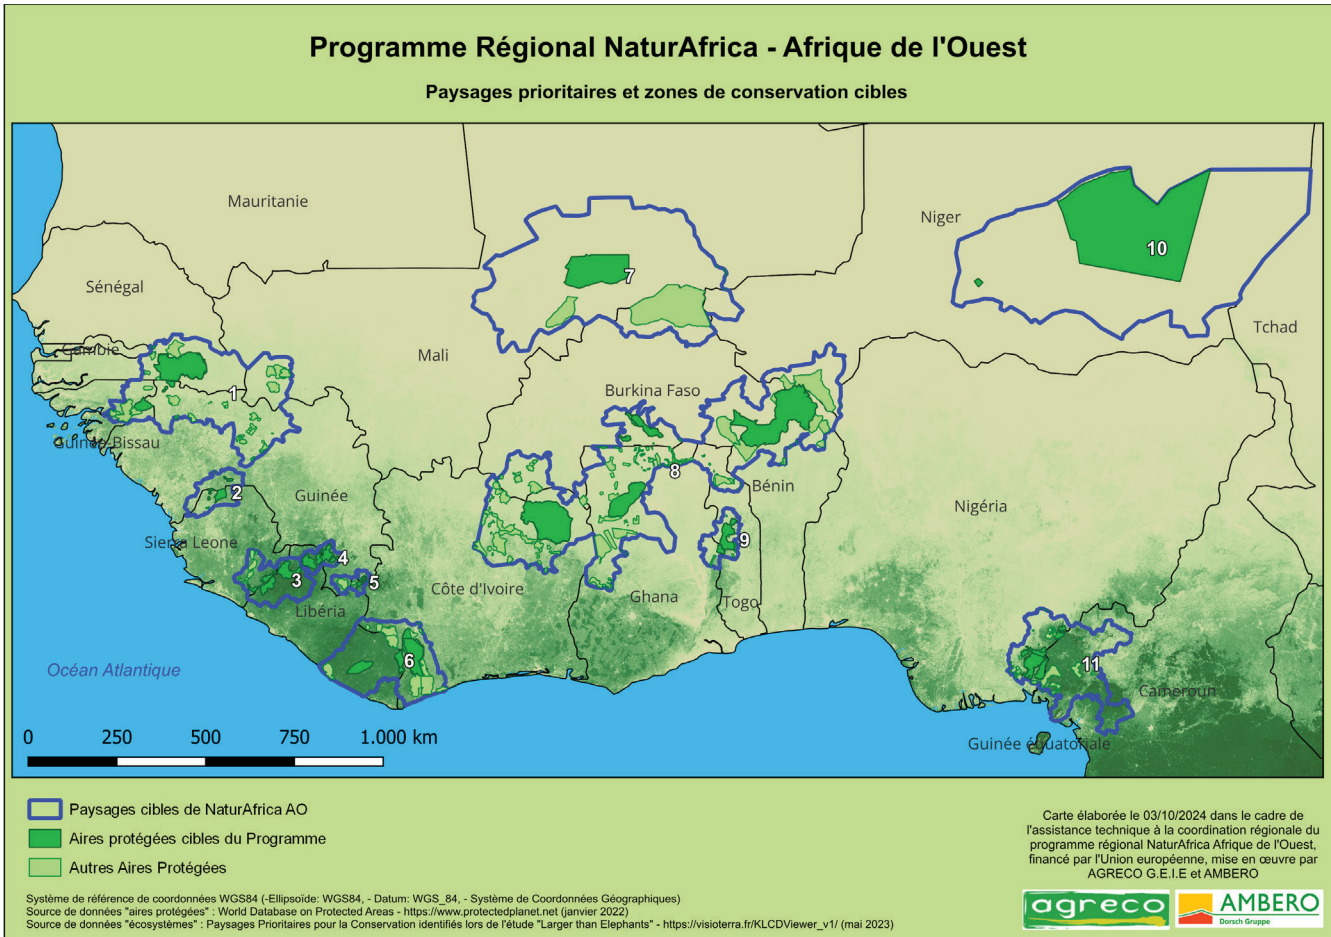 Programme Régional NaturAfrica - Afrique de l'Ouest
Paysages prioritaires et zones de conservation cibles
Mauritanie
Niger
10
7
Sénégal
Tchad
Gambie
Mali
1
Burkina Faso
Guinée-Bissau
8
Bénin
2
Guinée
Nigéria
Sierra Leone
9
4
3
5
Côte d'Ivoire
Ghana
Togo
Libéria
6
11
Océan Atlantique
Cameroun
Guinée équatoriale
0 250 500 750 1.000 km
Paysages cibles de NaturAfrica AO
Aires protégées cibles du Programme
Autres Aires Protégées
Carte élaborée le 03/10/2024 dans le cadre de
l'assistance technique à la coordination régionale du
programme régional NaturAfrica Afrique de l'Ouest,
financé par l'Union européenne, mise en œuvre par
AGRECO G.E.I.E et AMBERO
Système de référence de coordonnées WGS84 (-Ellipsoïde: WGS84, - Datum: WGS_84, - Système de Coordonnées Géographiques)
Source de données "aires protégées" : World Database on Protected Areas - https://www.protectedplanet.net (janvier 2022)
Source de données "écosystèmes" : Paysages Prioritaires pour la Conservation identifiés lors de l'étude "Larger than Elephants" - https://visioterra.fr/KLCDViewer_v1/ (mai 2023)
agreco
AMBERO
Dorsch Gruppe